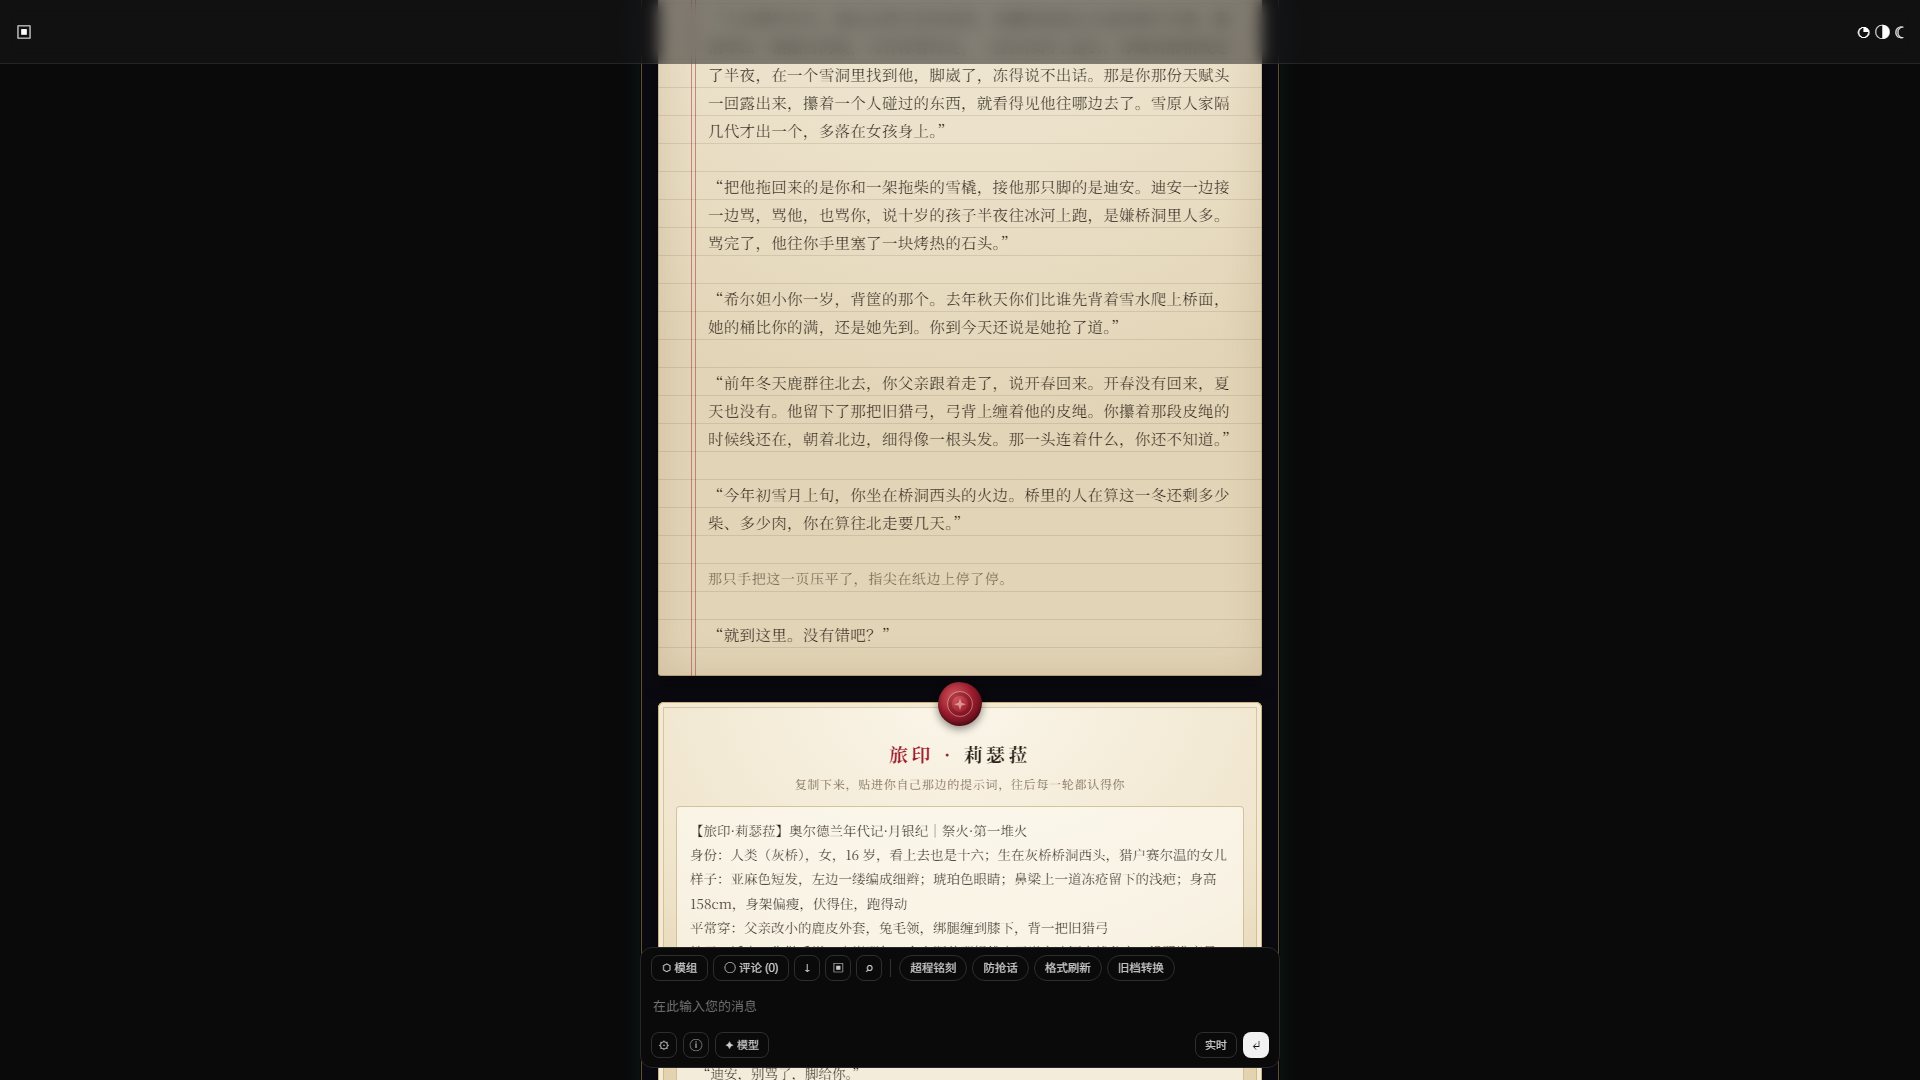 了半夜，在一个雪洞里找到他，脚崴了，冻得说不出话。那是你那份天赋头
一回露出来，攥着一个人碰过的东西，就看得见他往哪边去了。雪原人家隔
几代才出一个，多落在女孩身上。”
“把他拖回来的是你和一架拖柴的雪橇，接他那只脚的是迪安。迪安一边接
一边骂，骂他，也骂你，说十岁的孩子半夜往冰河上跑，是嫌桥洞里人多。
骂完了，他往你手里塞了一块烤热的石头。”
“希尔妲小你一岁，背筐的那个。去年秋天你们比谁先背着雪水爬上桥面，
她的桶比你的满，还是她先到。你到今天还说是她抢了道。”
“前年冬天鹿群往北去，你父亲跟着走了，说开春回来。开春没有回来，夏
天也没有。他留下了那把旧猎弓，弓背上缠着他的皮绳。你攥着那段皮绳的
时候线还在，朝着北边，细得像一根头发。那一头连着什么，你还不知道。”
“今年初雪月上旬，你坐在桥洞西头的火边。桥里的人在算这一冬还剩多少
柴、多少肉，你在算往北走要几天。”
那只手把这一页压平了，指尖在纸边上停了停。
“就到这里。没有错吧？”
旅印 · 莉瑟菈
复制下来，贴进你自己那边的提示词，往后每一轮都认得你
【旅印·莉瑟菈】奥尔德兰年代记·月银纪｜祭火·第一堆火
身份：人类（灰桥），女，16 岁，看上去也是十六；生在灰桥桥洞西头，猎户赛尔温的女儿
样子：亚麻色短发，左边一缕编成细辫；琥珀色眼睛；鼻梁上一道冻疮留下的浅疤；身高
158cm，身架偏瘦，伏得住，跑得动
平常穿：父亲改小的鹿皮外套，兔毛领，绑腿缠到膝下，背一把旧猎弓
模组 评论 (0) 超程铭刻 防抢话 格式刷新 旧档转换
在此输入您的消息
模型 实时
“迪安，别骂了，脚给你。”